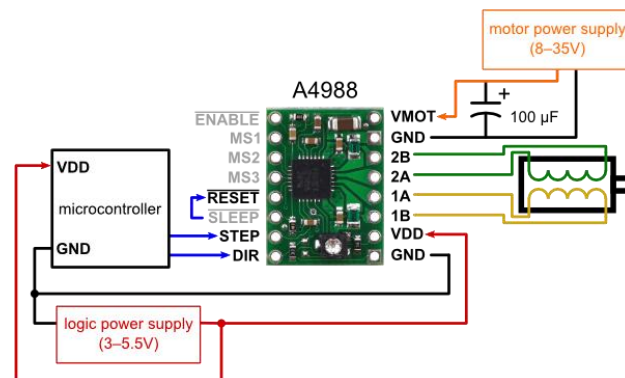 motor power supply
(8–35V)
A4988
ENABLE
VMOT
+
100 µF
MS1
GND
MS2
2B
MS3
2A
RESET
1A
SLEEP
1B
STEP
VDD
DIR
GND
VDD
microcontroller
GND
logic power supply
(3–5.5V)